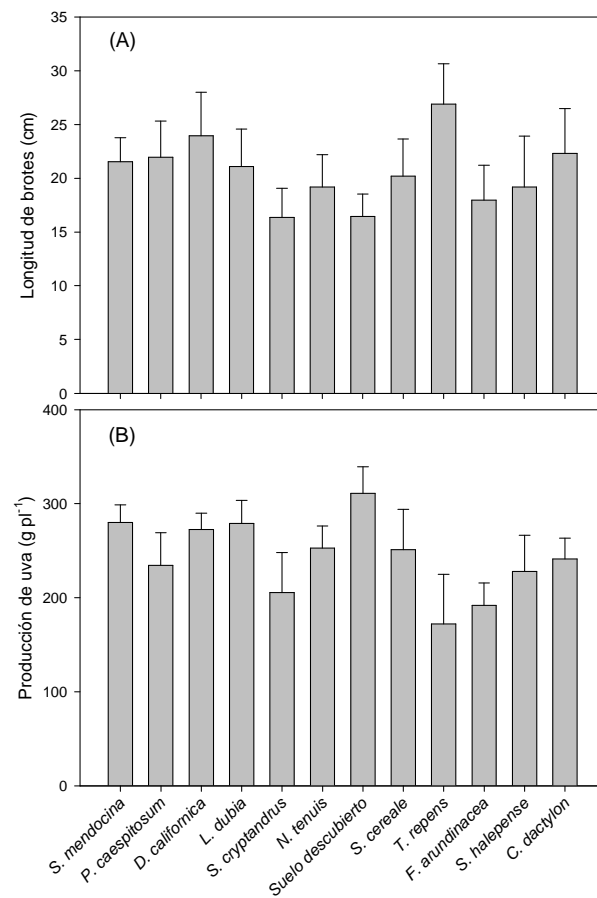 (A)
Longitud de brotes (cm)
35
30
25
20
15
10
5
0
(B)
Producción de uva (g pl⁻¹)
400
300
200
100
0
S. mendocina
P. caespitosum
D. californica
L. dubia
S. cryptandrus
N. tenuis
Suelo descubierto
S. cereale
T. repens
F. arundinacea
S. halepense
C. dactylon